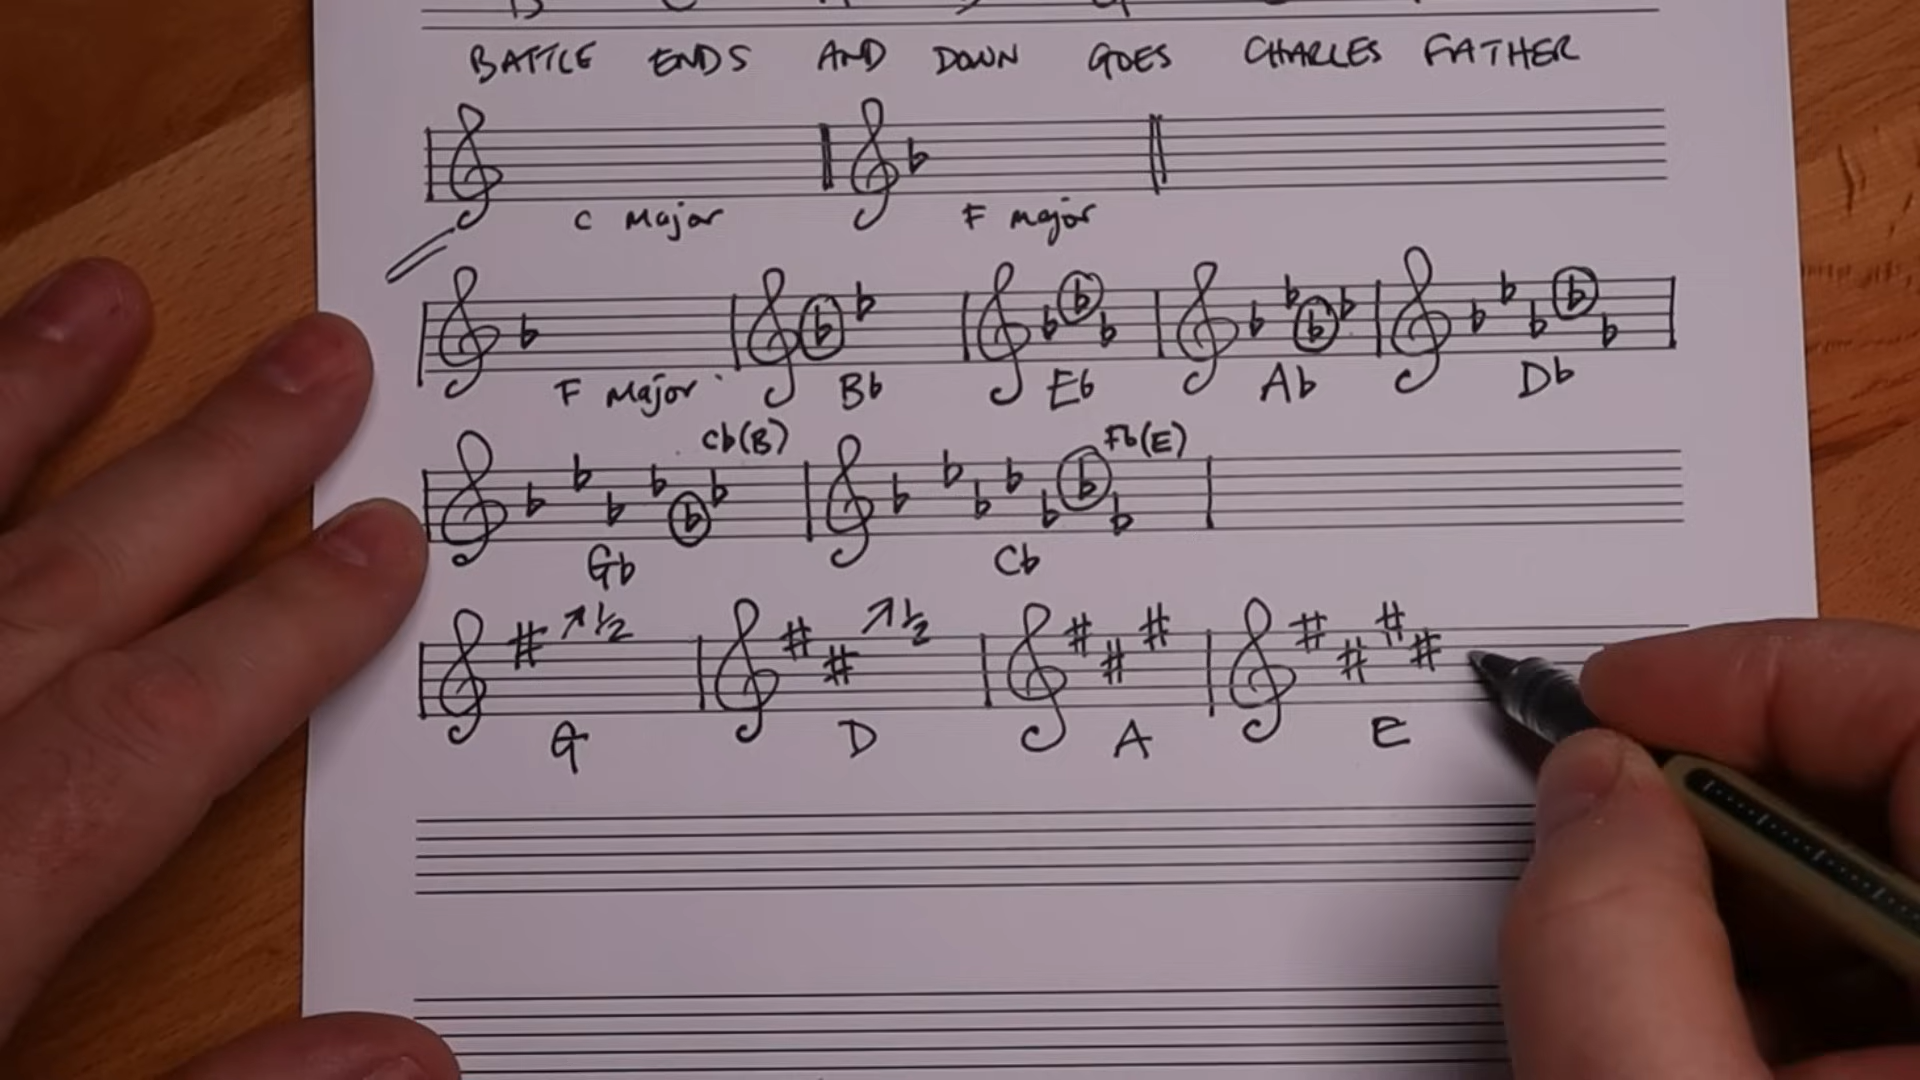 BATTLE ENDS AND DOWN GOES CHARLES FATHER
C Major F major
F Major Bb Eb Ab Db
Cb(B) Fb(E)
Gb Cb
↗½ ↗½
G D A E